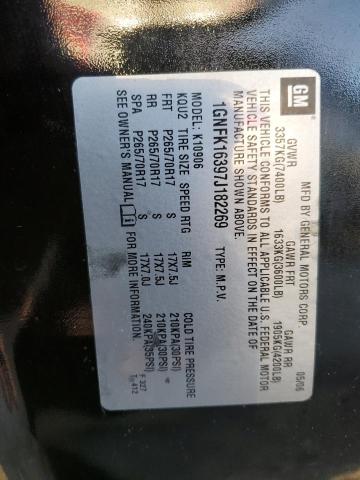 GM
MFD BY GENERAL MOTORS CORP. 05/06
GVWR GAWR FRT GAWR RR
3357KG(7400LB) 1633KG(3600LB) 1905KG(4200LB)
THIS VEHICLE CONFORMS TO ALL APPLICABLE U.S. FEDERAL MOTOR
VEHICLE SAFETY STANDARDS IN EFFECT ON THE DATE OF
MANUFACTURE SHOWN ABOVE.
1GNFK16397J182269 TYPE: M.P.V.
MODEL: K10906
KQU2 TIRE SIZE SPEED RTG RIM COLD TIRE PRESSURE
FRT P265/70R17 S 17X7.5J 210KPA(30PSI)
RR P265/70R17 S 17X7.5J 210KPA(30PSI)
SPA P265/70R17 S 17X7.0J 240KPA(35PSI)
SEE OWNER'S MANUAL FOR MORE INFORMATION. F 327
T 412